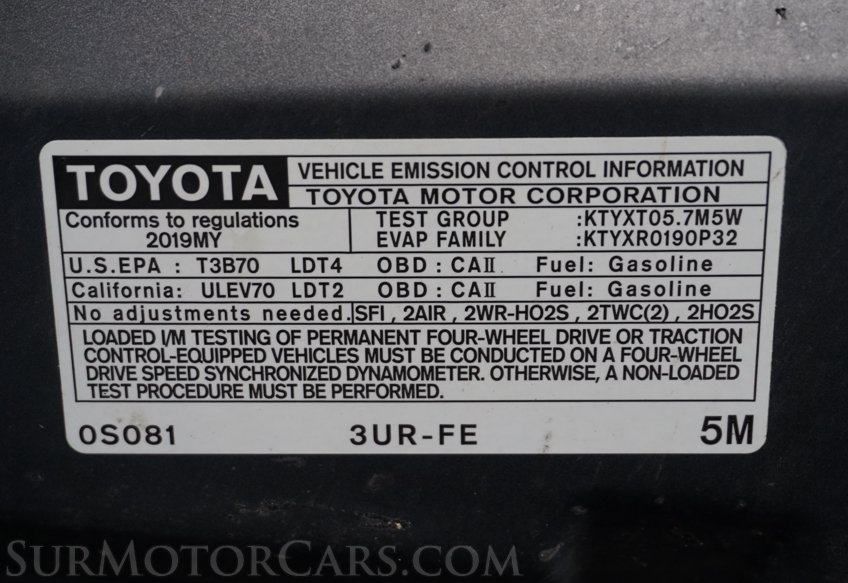 TOYOTA
VEHICLE EMISSION CONTROL INFORMATION
TOYOTA MOTOR CORPORATION
Conforms to regulations
2019MY
TEST GROUP :KTYXT05.7M5W
EVAP FAMILY :KTYXR0190P32
U.S.EPA : T3B70 LDT4 OBD : CAII Fuel: Gasoline
California: ULEV70 LDT2 OBD : CAII Fuel: Gasoline
No adjustments needed. SFI , 2AIR , 2WR-HO2S , 2TWC(2) , 2HO2S
LOADED I/M TESTING OF PERMANENT FOUR-WHEEL DRIVE OR TRACTION
CONTROL-EQUIPPED VEHICLES MUST BE CONDUCTED ON A FOUR-WHEEL
DRIVE SPEED SYNCHRONIZED DYNAMOMETER. OTHERWISE, A NON-LOADED
TEST PROCEDURE MUST BE PERFORMED.
0S081 3UR-FE 5M
SurMotorCars.com